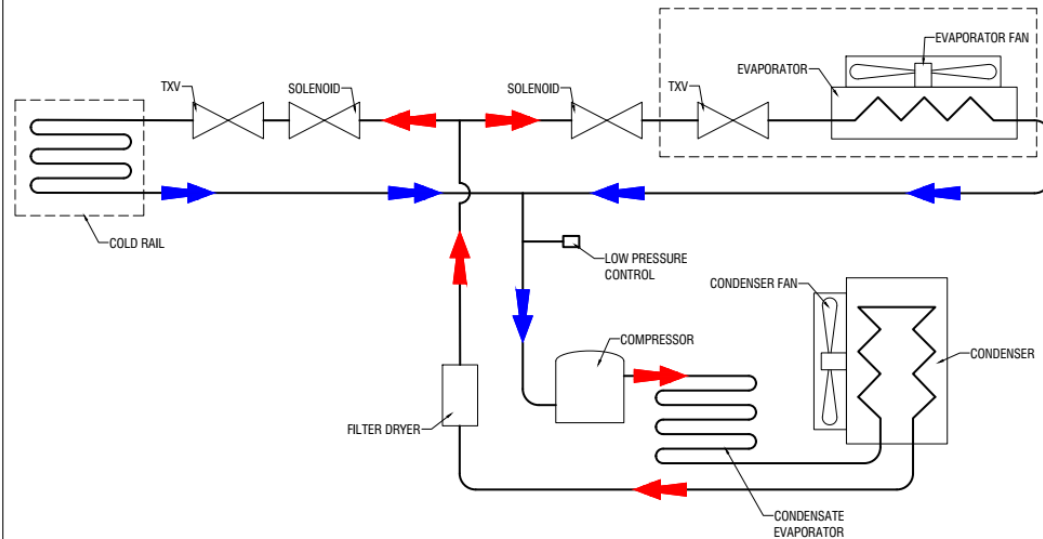 EVAPORATOR FAN
EVAPORATOR
TXV
SOLENOID
SOLENOID
TXV
COLD RAIL
LOW PRESSURE
CONTROL
CONDENSER FAN
COMPRESSOR
CONDENSER
FILTER DRYER
CONDENSATE
EVAPORATOR